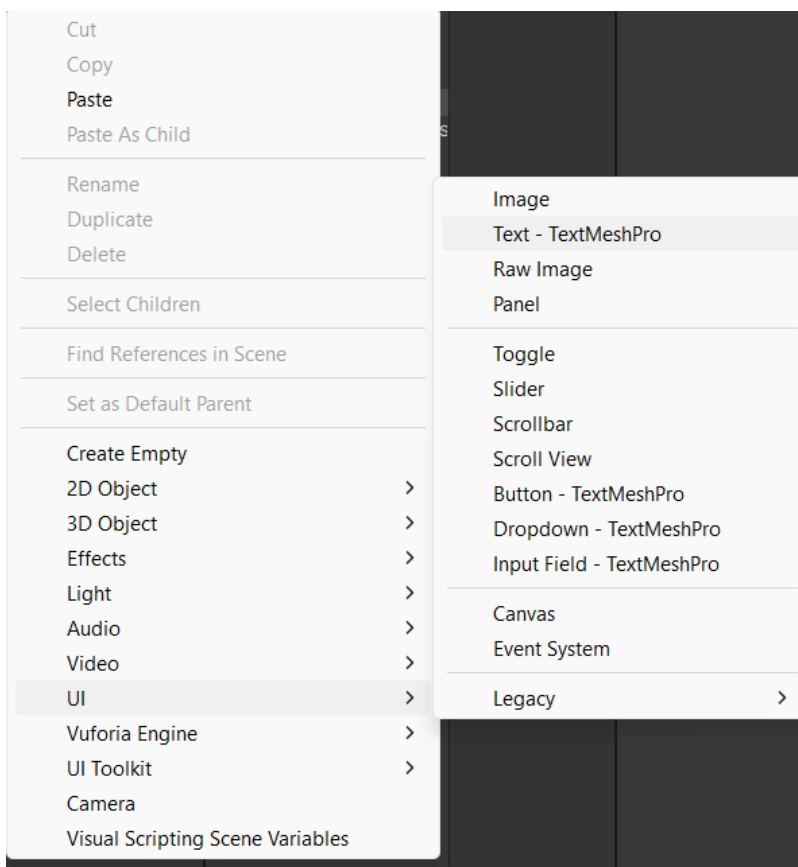 Cut
Copy
Paste
Paste As Child
Rename
Duplicate
Delete
Select Children
Find References in Scene
Set as Default Parent
Create Empty
2D Object
3D Object
Effects
Light
Audio
Video
UI
Vuforia Engine
UI Toolkit
Camera
Visual Scripting Scene Variables
Image
Text - TextMeshPro
Raw Image
Panel
Toggle
Slider
Scrollbar
Scroll View
Button - TextMeshPro
Dropdown - TextMeshPro
Input Field - TextMeshPro
Canvas
Event System
Legacy